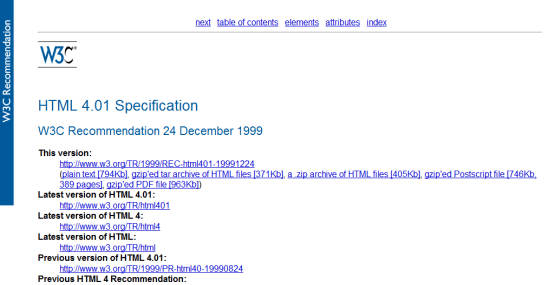 W3C Recommendation
next table of contents elements attributes index
W3C®
HTML 4.01 Specification
W3C Recommendation 24 December 1999
This version:
http://www.w3.org/TR/1999/REC-html401-19991224
(plain text [794Kb], gzip'ed tar archive of HTML files [371Kb], a .zip archive of HTML files [405Kb], gzip'ed Postscript file [746Kb,
389 pages], gzip'ed PDF file [963Kb])
Latest version of HTML 4.01:
http://www.w3.org/TR/html401
Latest version of HTML 4:
http://www.w3.org/TR/html4
Latest version of HTML:
http://www.w3.org/TR/html
Previous version of HTML 4.01:
http://www.w3.org/TR/1999/PR-html40-19990824
Previous HTML 4 Recommendation: